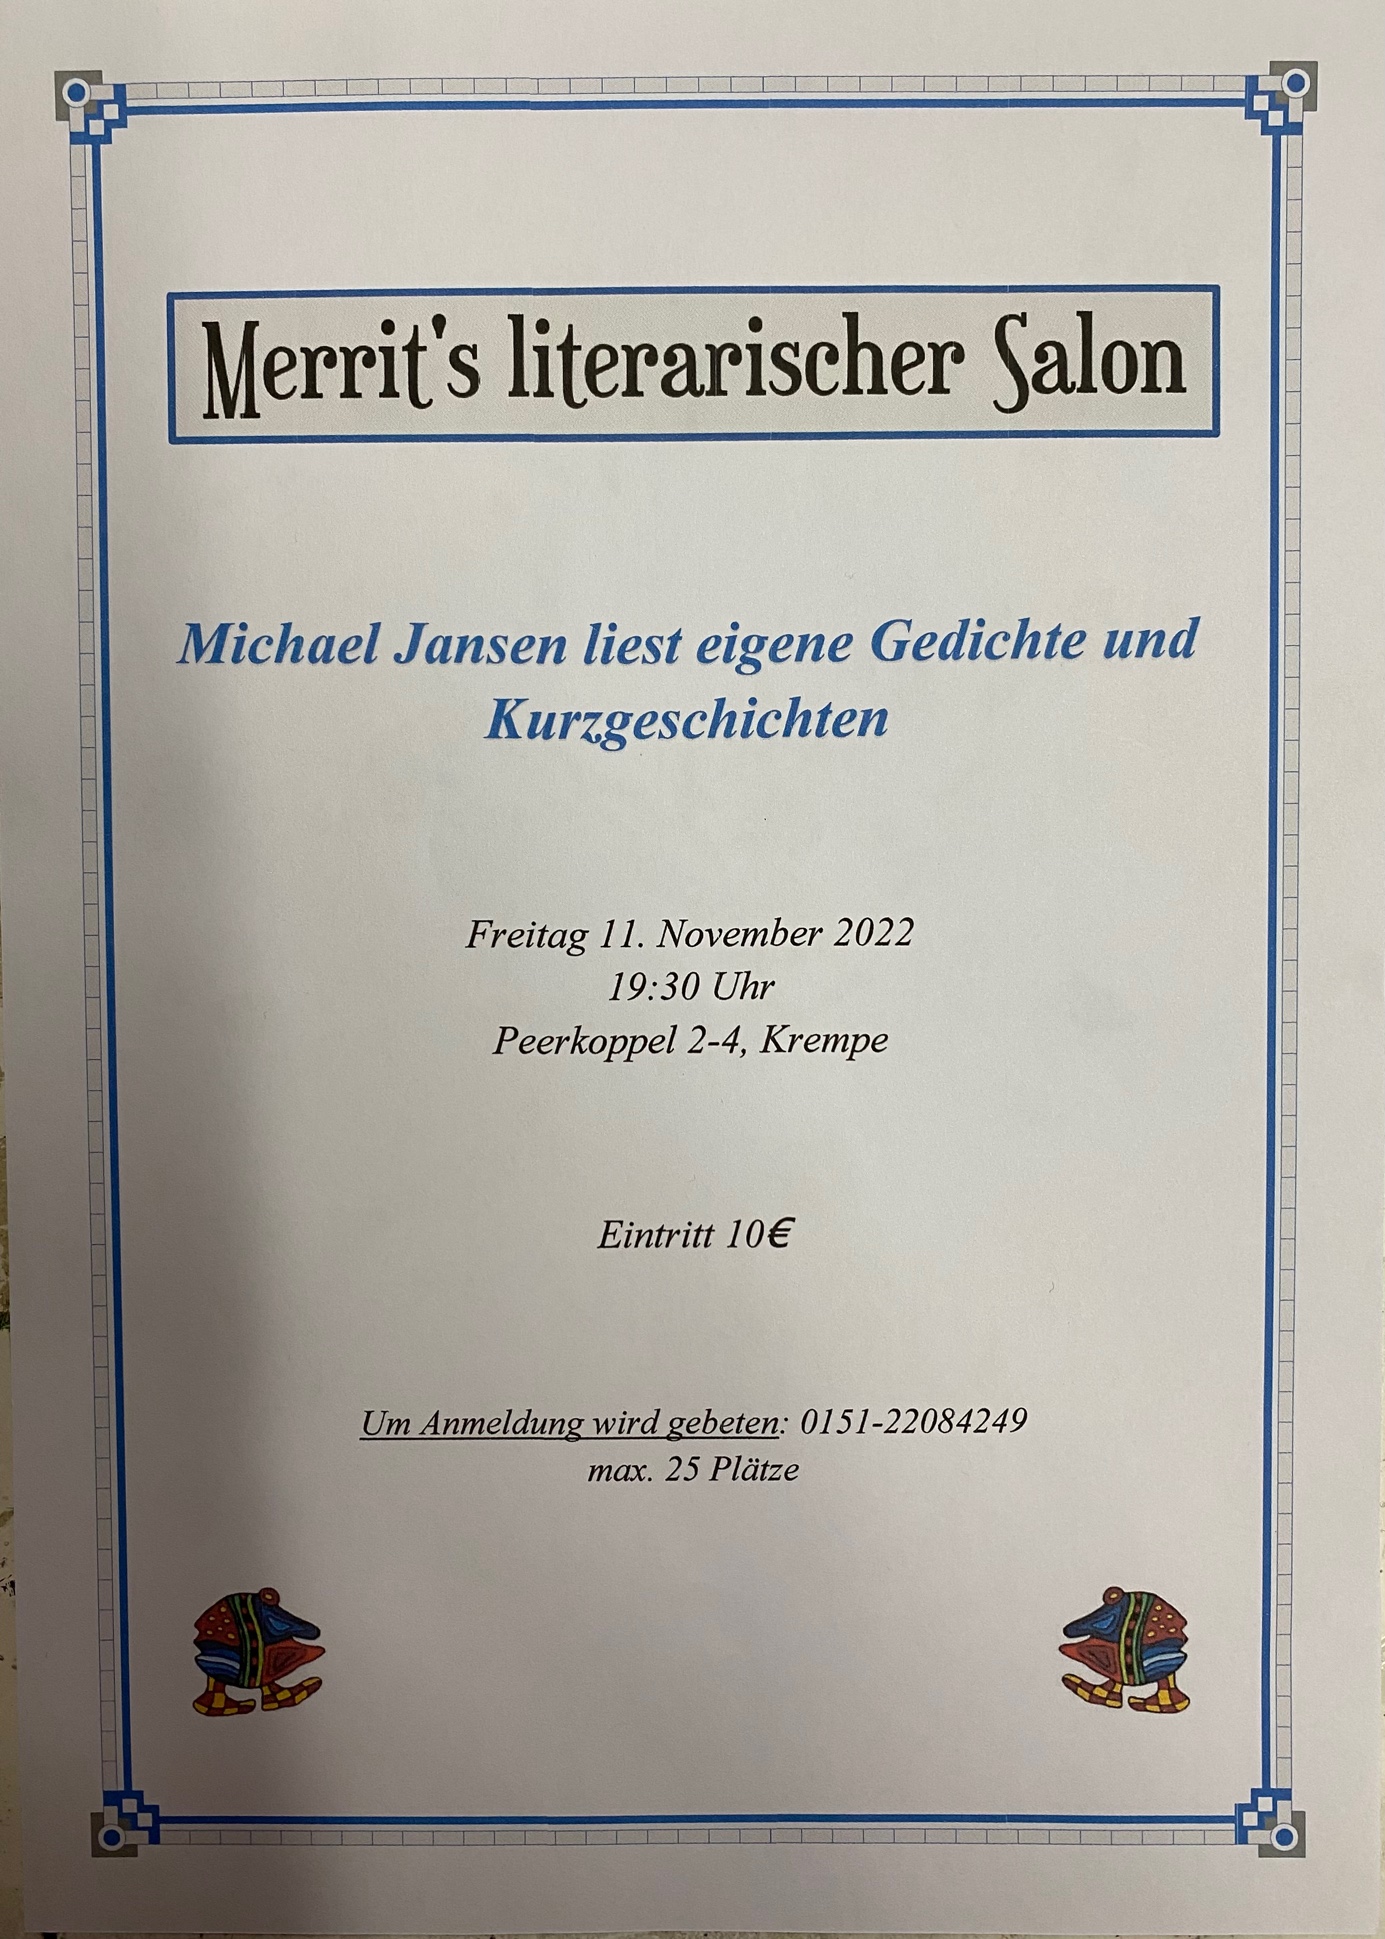 Merrit's literarischer Salon
Michael Jansen liest eigene Gedichte und
Kurzgeschichten
Freitag 11. November 2022
19:30 Uhr
Peerkoppel 2-4, Krempe
Eintritt 10€
Um Anmeldung wird gebeten: 0151-22084249
max. 25 Plätze